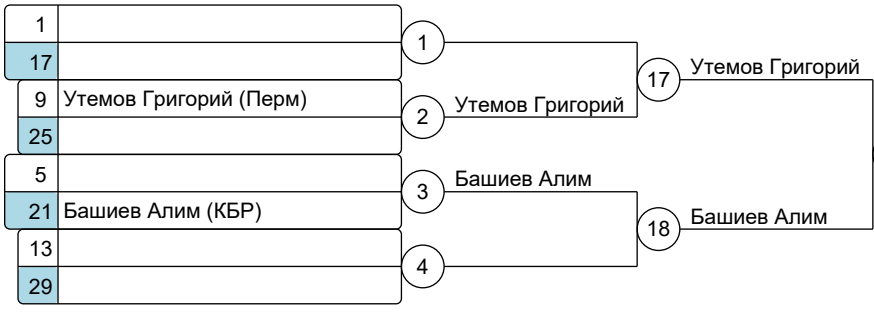 1
17
1
9 Утемов Григорий (Перм)
25
2
Утемов Григорий
17
Утемов Григорий
5
21 Башиев Алим (КБР)
3
Башиев Алим
13
29
4
18
Башиев Алим